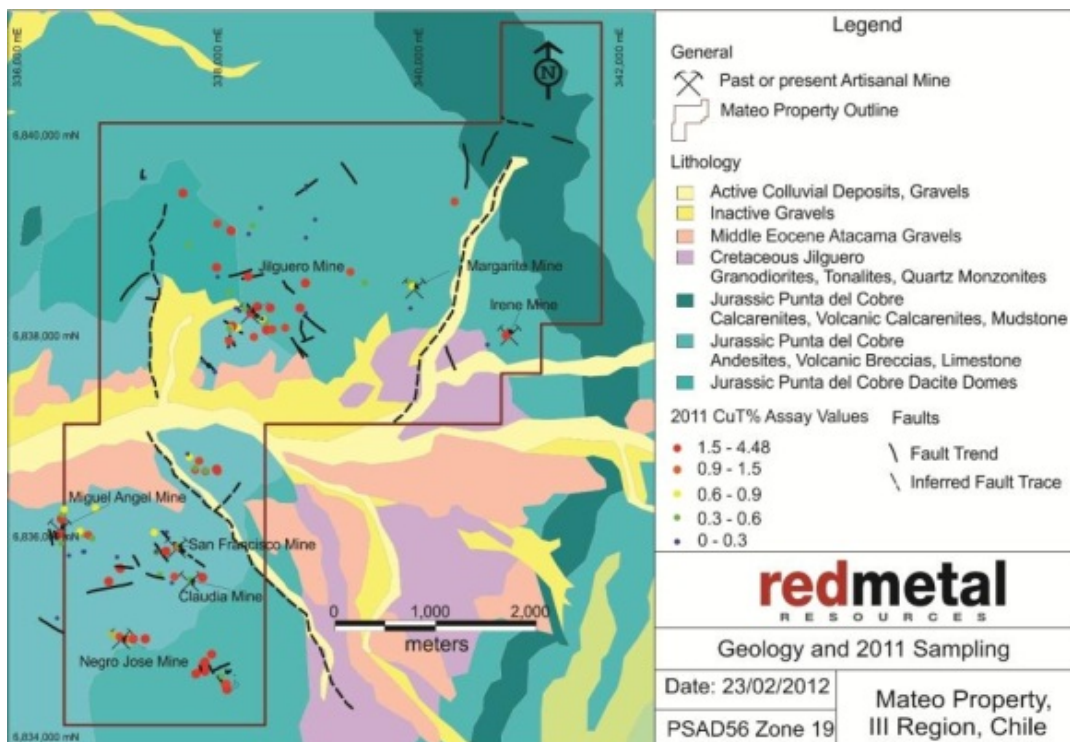 336,000 mE
338,000 mE
340,000 mE
342,000 mE
6,840,000 mN
N
Jilguero Mine
Margarite Mine
Irene Mine
6,838,000 mN
Miguel Angel Mine
6,836,000 mN
San Francisco Mine
Claudia Mine
0 1,000 2,000
meters
Negro Jose Mine
6,834,000 mN
Legend
General
Past or present Artisanal Mine
Mateo Property Outline
Lithology
Active Colluvial Deposits, Gravels
Inactive Gravels
Middle Eocene Atacama Gravels
Cretaceous Jilguero
Granodiorites, Tonalites, Quartz Monzonites
Jurassic Punta del Cobre
Calcarenites, Volcanic Calcarenites, Mudstone
Jurassic Punta del Cobre
Andesites, Volcanic Breccias, Limestone
Jurassic Punta del Cobre Dacite Domes
2011 CuT% Assay Values
1.5 - 4.48
0.9 - 1.5
0.6 - 0.9
0.3 - 0.6
0 - 0.3
Faults
Fault Trend
Inferred Fault Trace
redmetal
RESOURCES
Geology and 2011 Sampling
Date: 23/02/2012
PSAD56 Zone 19
Mateo Property,
III Region, Chile